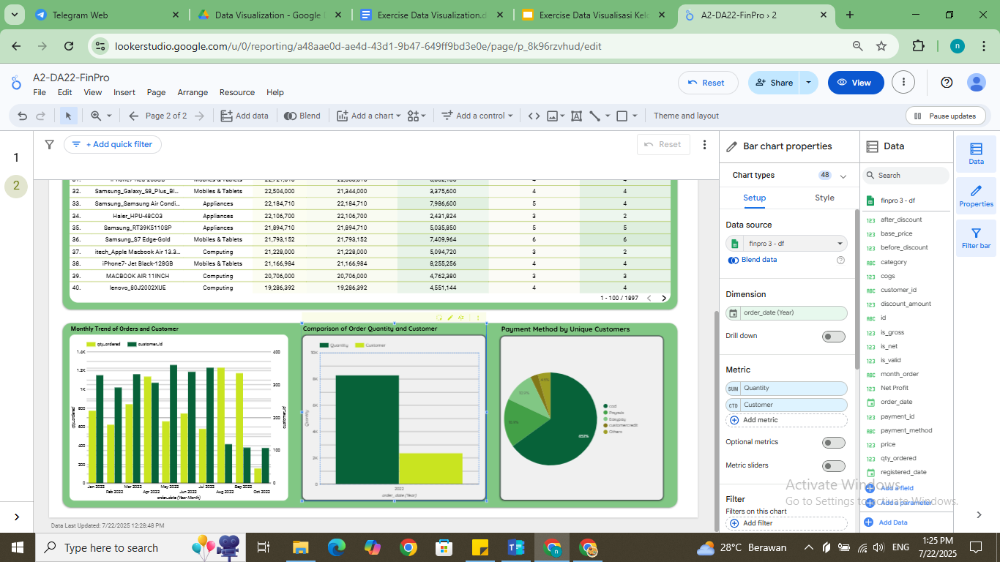 Telegram Web
Data Visualization - Google
Exercise Data Visualization.d
Exercise Data Visualisasi Kelo
A2-DA22-FinPro › 2
lookerstudio.google.com/u/0/reporting/a48aae0d-ae4d-43d1-9b47-649ff9bd3e0e/page/p_8k96rzvhud/edit
n
A2-DA22-FinPro
File Edit View Insert Page Arrange Resource Help
Reset
Share
View
Page 2 of 2
Add data
Blend
Add a chart
Add a control
Theme and layout
Pause updates
1
2
+ Add quick filter
Reset
32. Samsung_Galaxy_S8_Plus_Bl... Mobiles & Tablets 22,504,000 21,344,000 3,375,600 4 4
33. Samsung_Samsung Air Condi... Appliances 22,184,710 22,184,710 7,986,600 5 4
34. Haier_HPU-48CO3 Appliances 22,106,700 22,106,700 2,431,824 3 2
35. Samsung_RT39K5110SP Appliances 21,894,710 21,894,710 5,035,850 5 5
36. Samsung_S7 Edge-Gold Mobiles & Tablets 21,793,152 21,793,152 7,409,964 6 6
37. itech_Apple Macbook Air 13.3... Computing 21,228,000 21,228,000 5,094,720 3 2
38. iPhone7- Jet Black-128GB Mobiles & Tablets 21,166,984 21,166,984 8,255,256 4 4
39. MACBOOK AIR 11INCH Computing 20,706,000 20,706,000 4,762,380 3 3
40. lenovo_80J2002XUE Computing 19,286,392 19,286,392 4,551,144 4 4
1 - 100 / 1897
Monthly Trend of Orders and Customer
qty_ordered customer_id
1.4K
1.2K
1K
800
600
400
200
0
qty_ordered
400
300
200
100
0
customer_id
Jan 2022 Mar 2022 May 2022 Jul 2022 Sep 2022
Feb 2022 Apr 2022 Jun 2022 Aug 2022 Oct 2022
order_date (Year Month)
Comparison of Order Quantity and Customer
Quantity Customer
10K
8K
6K
4K
2K
0
Quantity
2022
order_date (Year)
Payment Method by Unique Customers
cod
Payaxis
Easypay
customercredit
Others
Data Last Updated: 7/22/2025 12:28:48 PM
Bar chart properties
Chart types 48
Setup Style
Data source
finpro 3 - df
Blend data
Dimension
order_date (Year)
Drill down
Metric
SUM Quantity
CTD Customer
Add metric
Optional metrics
Metric sliders
Filter
Filters on this chart
Add filter
Data
Search
finpro 3 - df
123 after_discount
123 base_price
123 before_discount
ABC category
123 cogs
ABC customer_id
123 discount_amount
ABC id
123 is_gross
123 is_net
123 is_valid
123 month_order
123 Net Profit
order_date
123 payment_id
ABC payment_method
123 price
123 qty_ordered
registered_date
Add a field
Add a parameter
Add Data
Data
Properties
Filter bar
Activate Windows
Go to Settings to activate Windows.
Type here to search
28°C Berawan
ENG
1:25 PM
7/22/2025